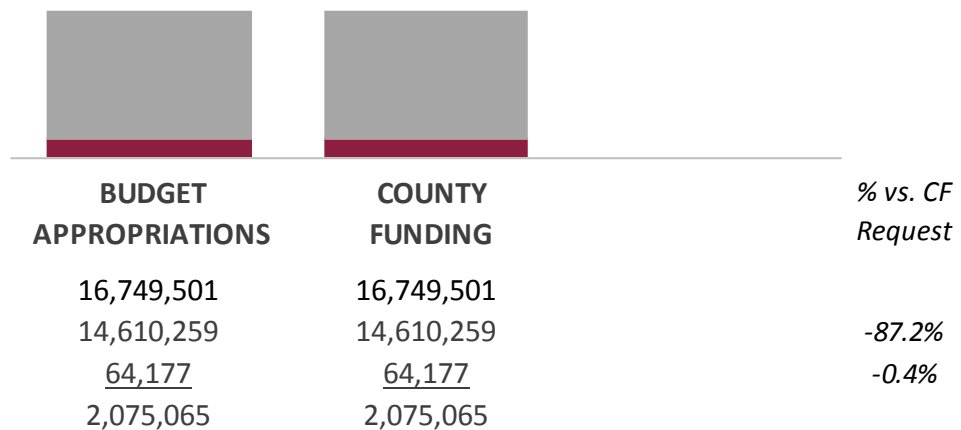 BUDGET COUNTY % vs. CF
APPROPRIATIONS FUNDING Request
16,749,501 16,749,501
14,610,259 14,610,259 -87.2%
64,177 64,177 -0.4%
2,075,065 2,075,065